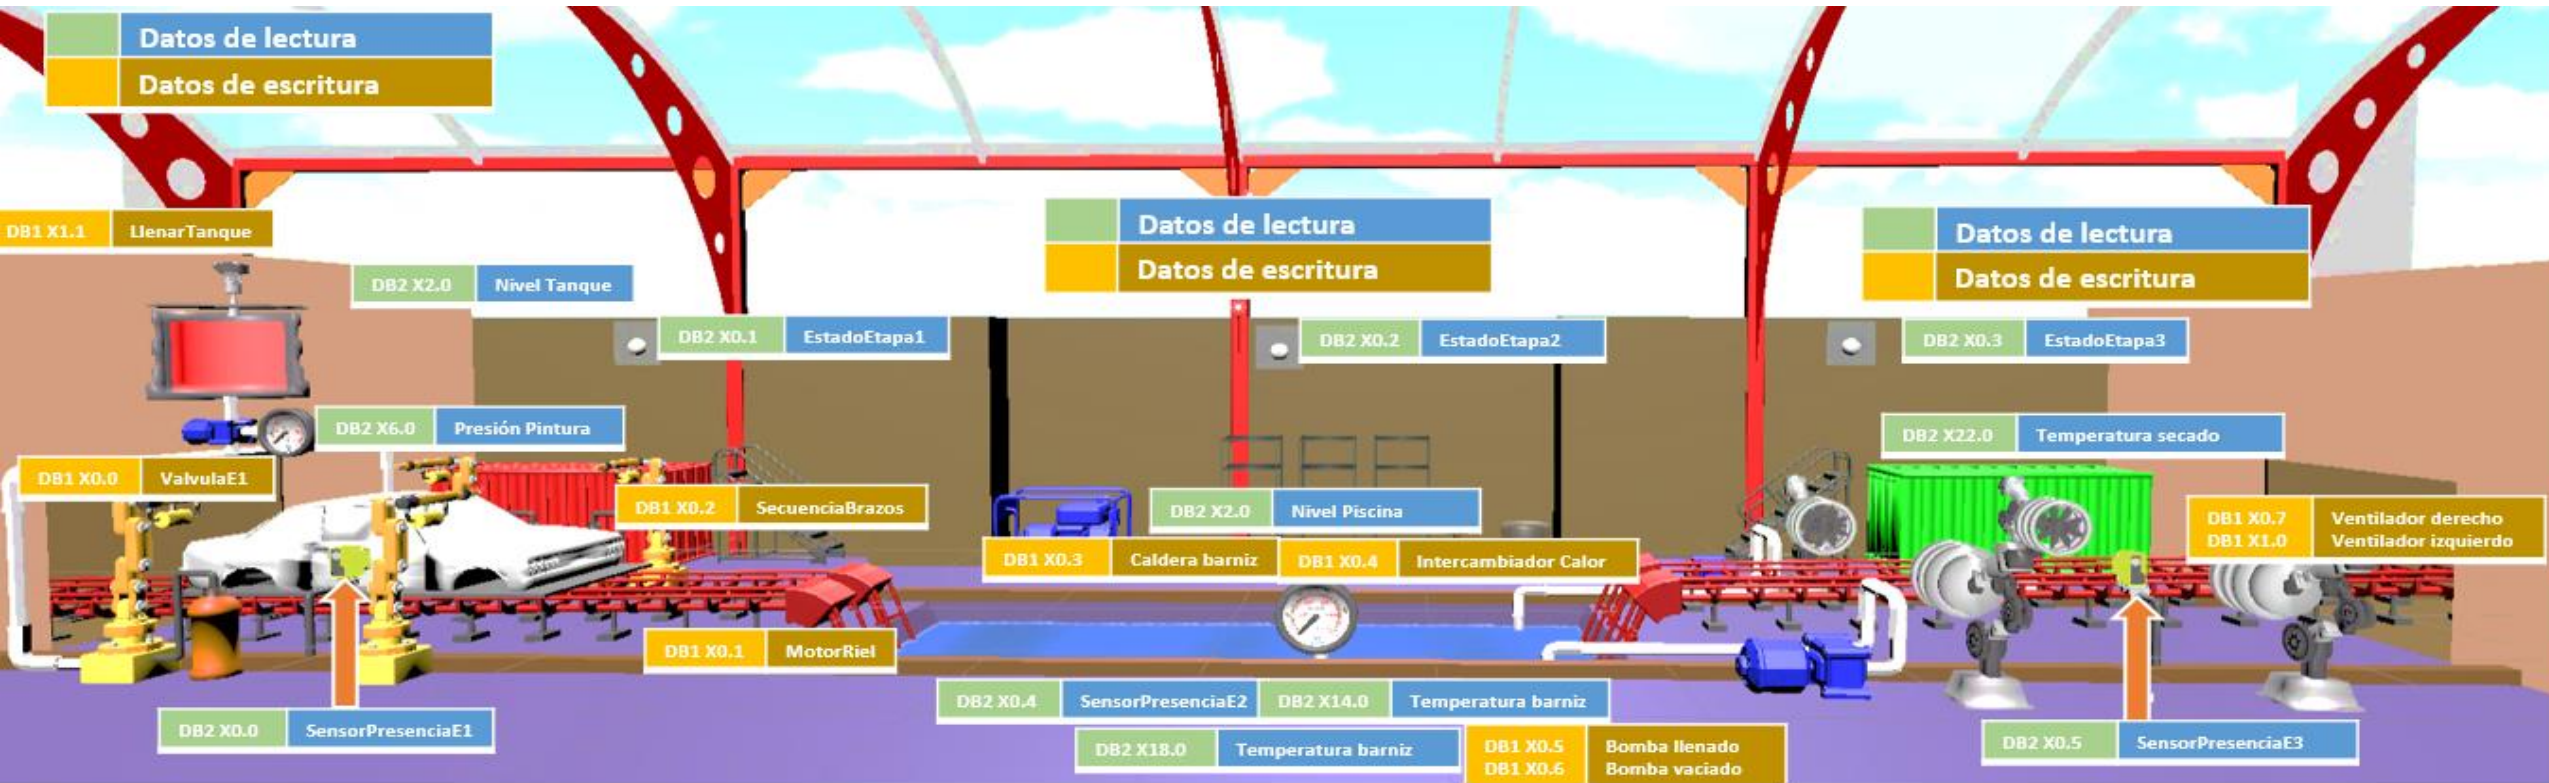 Datos de lectura
Datos de escritura
DB1 X1.1 LlenarTanque
Datos de lectura
Datos de escritura
Datos de lectura
Datos de escritura
DB2 X2.0 Nivel Tanque
DB2 X0.1 EstadoEtapa1
DB2 X0.2 EstadoEtapa2
DB2 X0.3 EstadoEtapa3
DB2 X6.0 Presión Pintura
DB2 X22.0 Temperatura secado
DB1 X0.0 ValvulaE1
DB1 X0.2 SecuenciaBrazos
DB2 X2.0 Nivel Piscina
DB1 X0.7 Ventilador derecho
DB1 X1.0 Ventilador izquierdo
DB1 X0.3 Caldera barniz
DB1 X0.4 Intercambiador Calor
DB1 X0.1 MotorRiel
DB2 X0.4 SensorPresenciaE2
DB2 X14.0 Temperatura barniz
DB2 X0.0 SensorPresenciaE1
DB2 X18.0 Temperatura barniz
DB1 X0.5 Bomba llenado
DB1 X0.6 Bomba vaciado
DB2 X0.5 SensorPresenciaE3